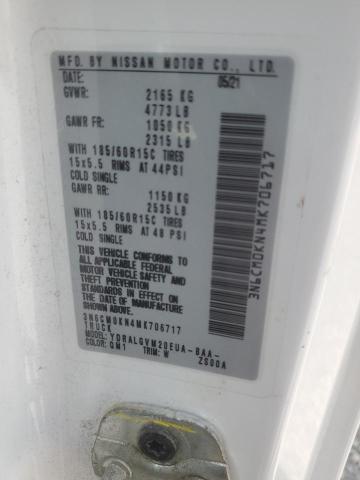 MFD. BY NISSAN MOTOR CO., LTD.
DATE: 05/21
GVWR: 2165 KG
4773 LB
GAWR FR: 1050 KG
2315 LB
WITH 185/60R15C TIRES
15x5.5 RIMS AT 44PSI
COLD SINGLE
GAWR RR: 1150 KG
2535 LB
WITH 185/60R15C TIRES
15x5.5 RIMS AT 48 PSI
COLD SINGLE
THIS VEHICLE CONFORMS TO
ALL APPLICABLE FEDERAL
MOTOR VEHICLE SAFETY AND
THEFT PREVENTION STANDARDS
IN EFFECT ON THE DATE OF
MANUFACTURE SHOWN ABOVE.
3N6CM0KN4MK706717
TRUCK
MODEL: YDRALGVM20EUA-BAA-
COLOR: QM1 TRIM: W ZS00A
3N6CM0KN4MK706717